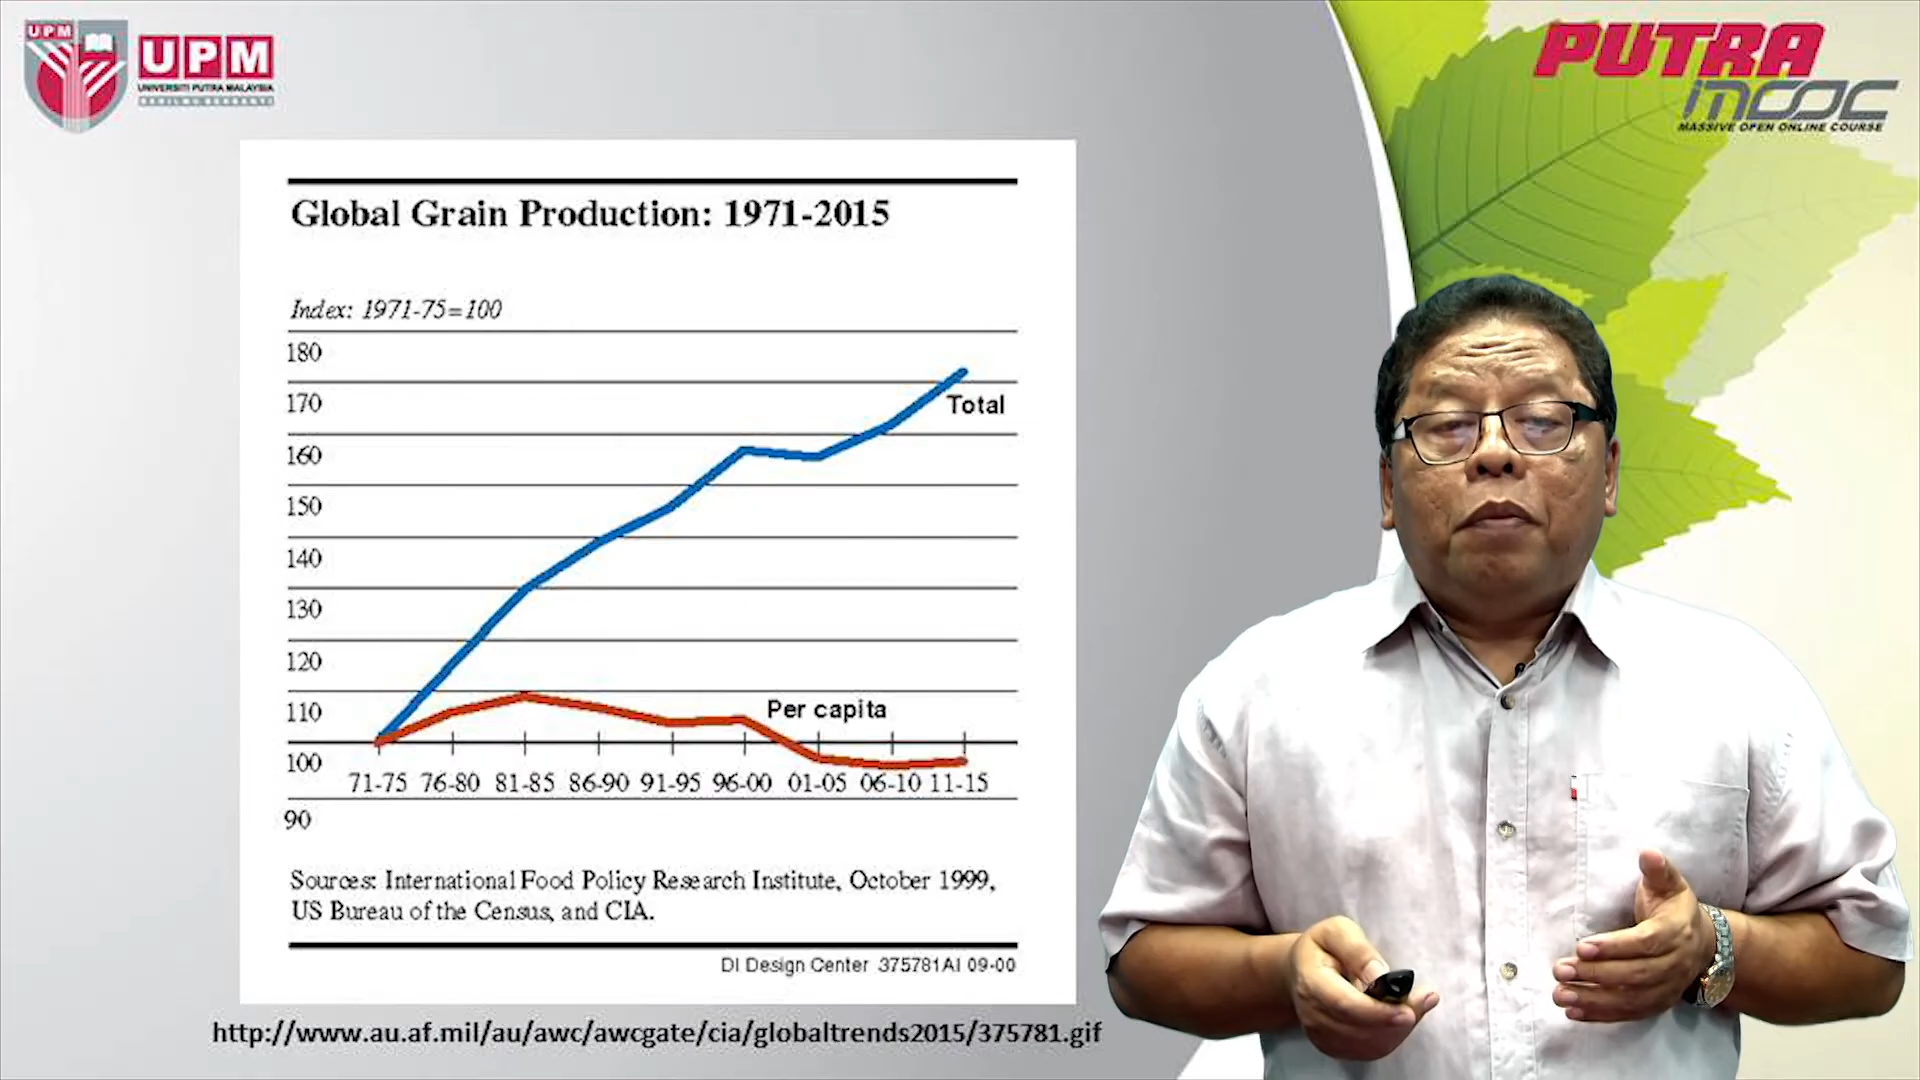 UPM
UPM
UNIVERSITI PUTRA MALAYSIA
BERILMU BERBAKTI
PUTRA
mooc
MASSIVE OPEN ONLINE COURSE
Global Grain Production: 1971-2015
Index: 1971-75=100
180
170
Total
160
150
140
130
120
110
Per capita
100
71-75 76-80 81-85 86-90 91-95 96-00 01-05 06-10 11-15
90
Sources: International Food Policy Research Institute, October 1999,
US Bureau of the Census, and CIA.
DI Design Center 375781AI 09-00
http://www.au.af.mil/au/awc/awcgate/cia/globaltrends2015/375781.gif